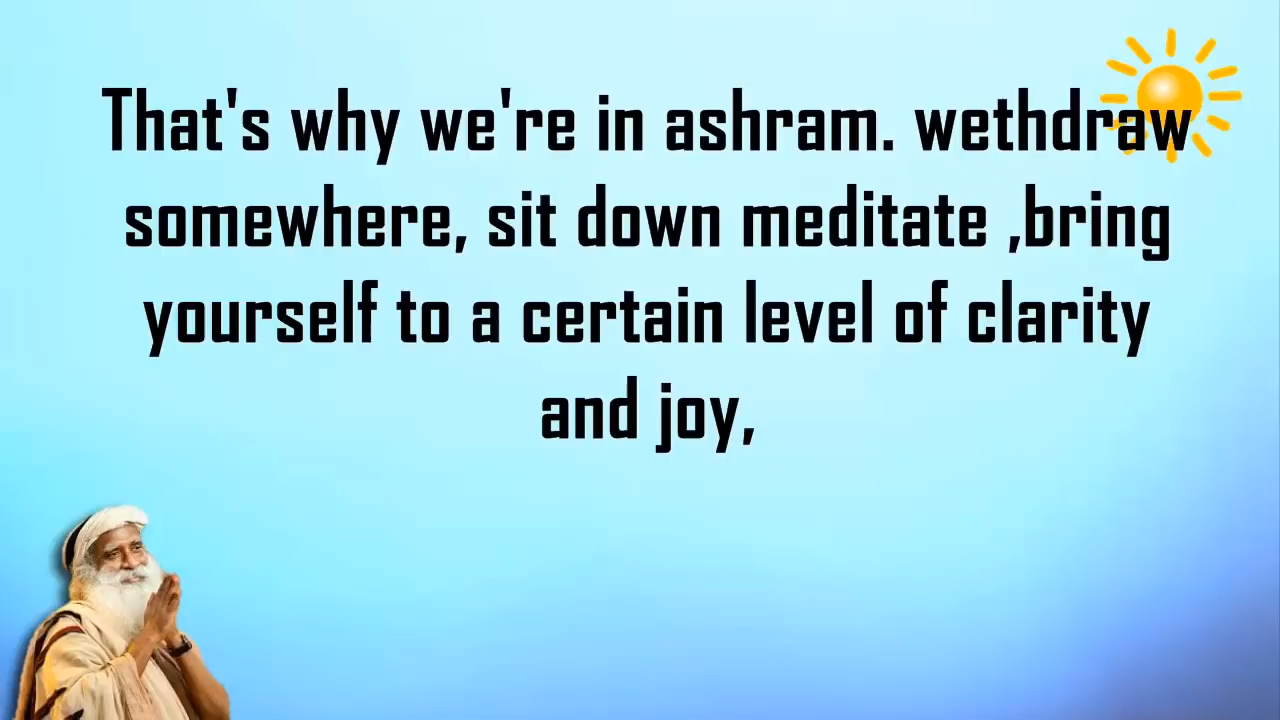 That's why we're in ashram. wethdraw
somewhere, sit down meditate ,bring
yourself to a certain level of clarity
and joy,